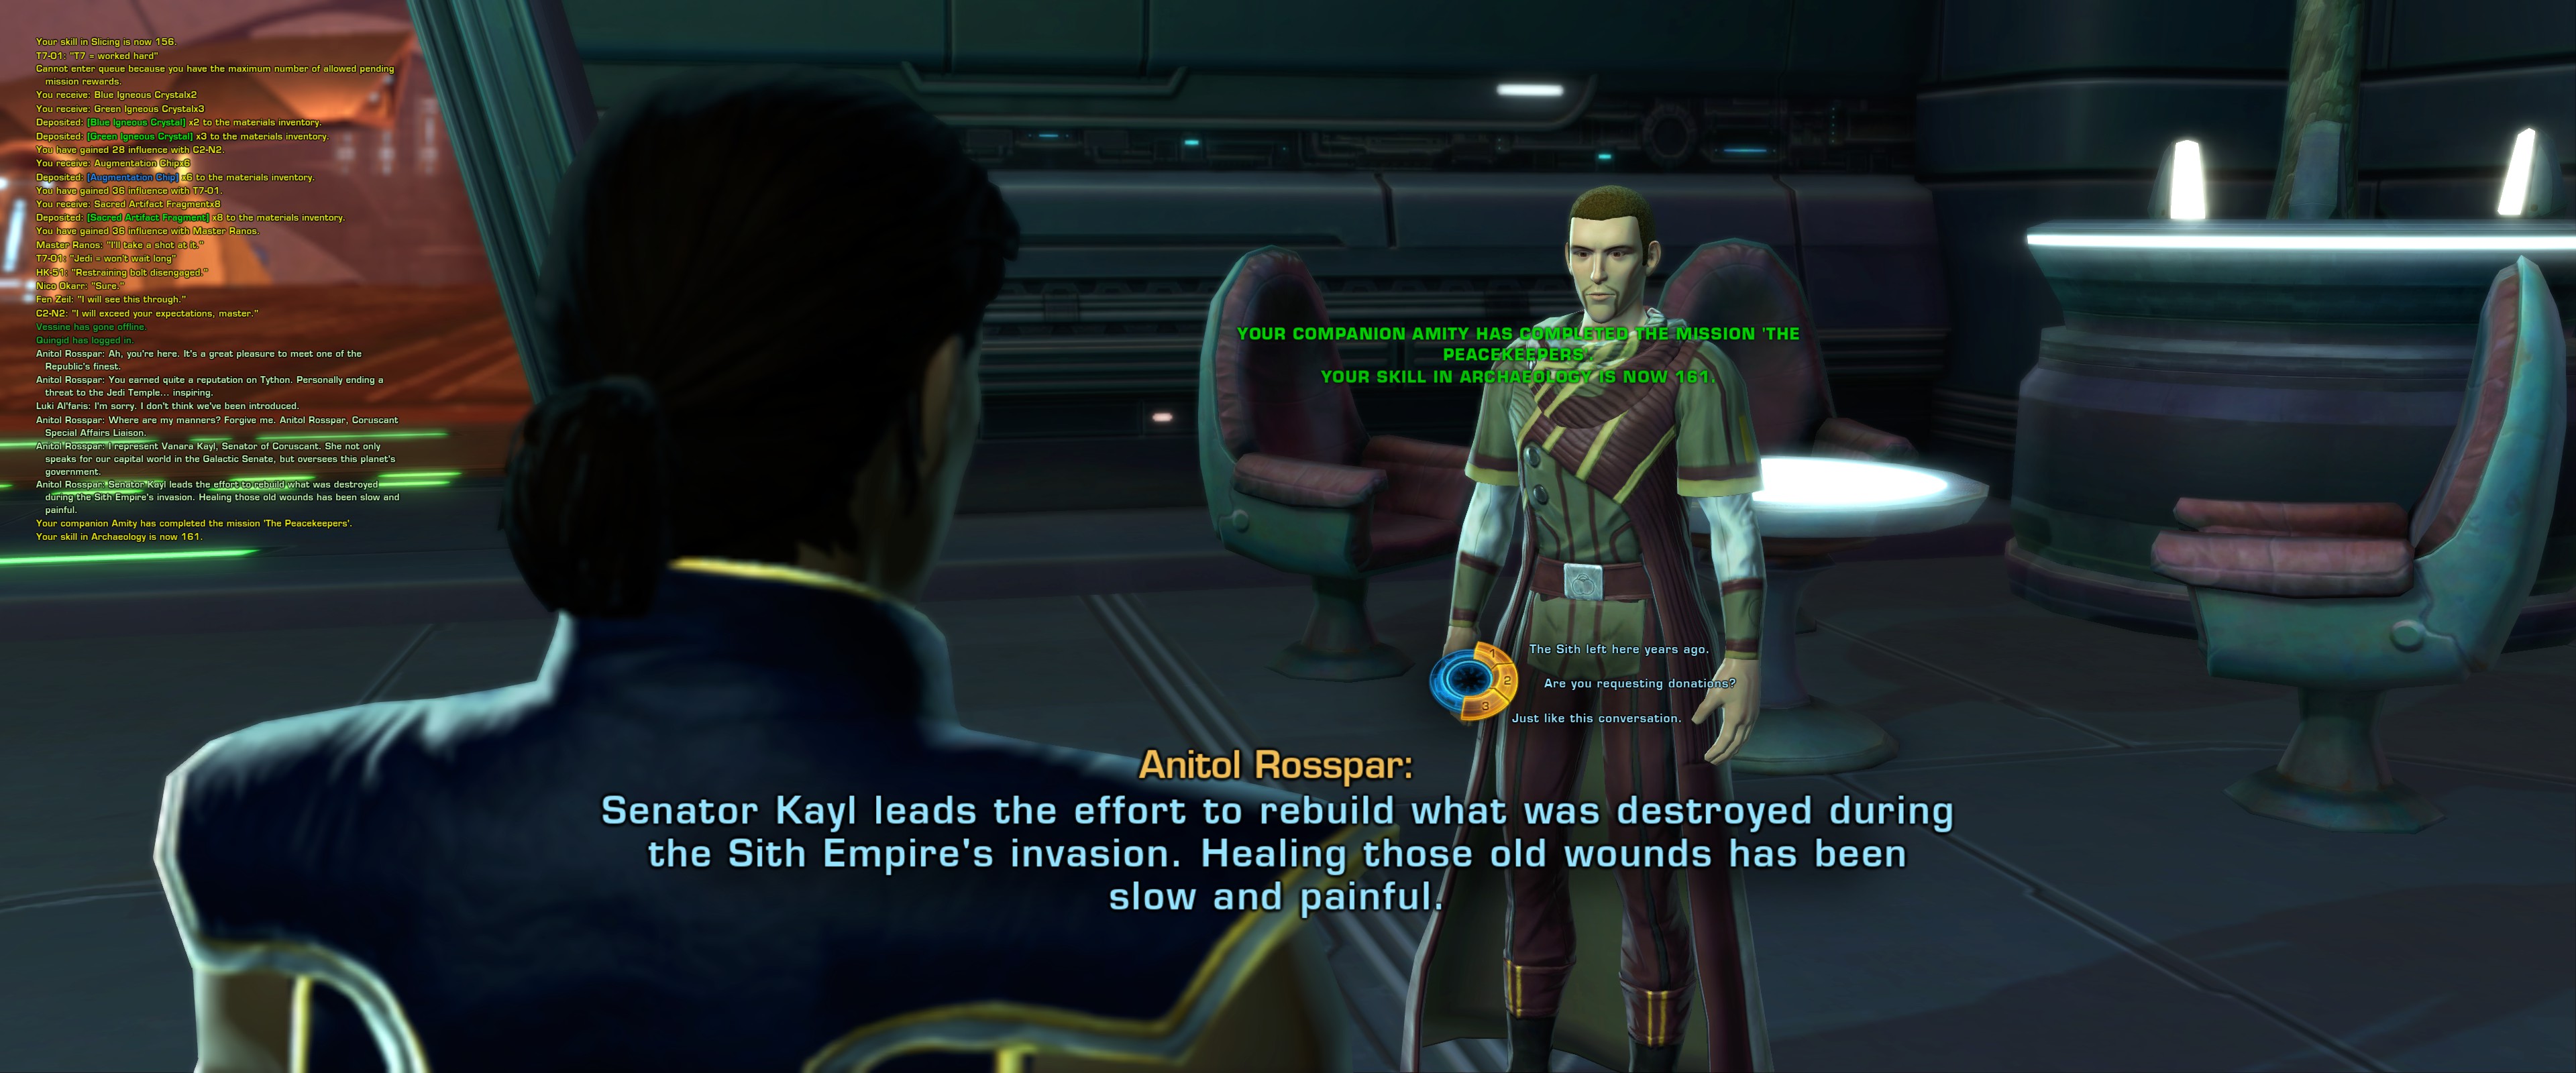 Your skill in Slicing is now 156.
T7-01: "T7 = worked hard"
Cannot enter queue because you have the maximum number of allowed pending
mission rewards.
You receive: Blue Igneous Crystalx2
You receive: Green Igneous Crystalx3
Deposited: [Blue Igneous Crystal] x2 to the materials inventory.
Deposited: [Green Igneous Crystal] x3 to the materials inventory.
You have gained 28 influence with C2-N2.
You receive: Augmentation Chipx6
Deposited: [Augmentation Chip] x6 to the materials inventory.
You have gained 36 influence with T7-01.
You receive: Sacred Artifact Fragmentx8
Deposited: [Sacred Artifact Fragment] x8 to the materials inventory.
You have gained 36 influence with Master Ranos.
Master Ranos: "I'll take a shot at it."
T7-01: "Jedi = won't wait long"
HK-51: "Restraining bolt disengaged."
Nico Okarr: "Sure."
Fen Zeil: "I will see this through."
C2-N2: "I will exceed your expectations, master."
Vessine has gone offline.
Quingid has logged in.
Anitol Rosspar: Ah, you're here. It's a great pleasure to meet one of the
Republic's finest.
Anitol Rosspar: You earned quite a reputation on Tython. Personally ending a
threat to the Jedi Temple... inspiring.
Luki Al'faris: I'm sorry. I don't think we've been introduced.
Anitol Rosspar: Where are my manners? Forgive me. Anitol Rosspar, Coruscant
Special Affairs Liaison.
Anitol Rosspar: I represent Vanara Kayl, Senator of Coruscant. She not only
speaks for our capital world in the Galactic Senate, but oversees this planet's
government.
Anitol Rosspar: Senator Kayl leads the effort to rebuild what was destroyed
during the Sith Empire's invasion. Healing those old wounds has been slow and
painful.
Your companion Amity has completed the mission 'The Peacekeepers'.
Your skill in Archaeology is now 161.
YOUR COMPANION AMITY HAS COMPLETED THE MISSION 'THE
PEACEKEEPERS'.
YOUR SKILL IN ARCHAEOLOGY IS NOW 161.
1 The Sith left here years ago.
2 Are you requesting donations?
3 Just like this conversation.
Anitol Rosspar:
Senator Kayl leads the effort to rebuild what was destroyed during
the Sith Empire's invasion. Healing those old wounds has been
slow and painful.